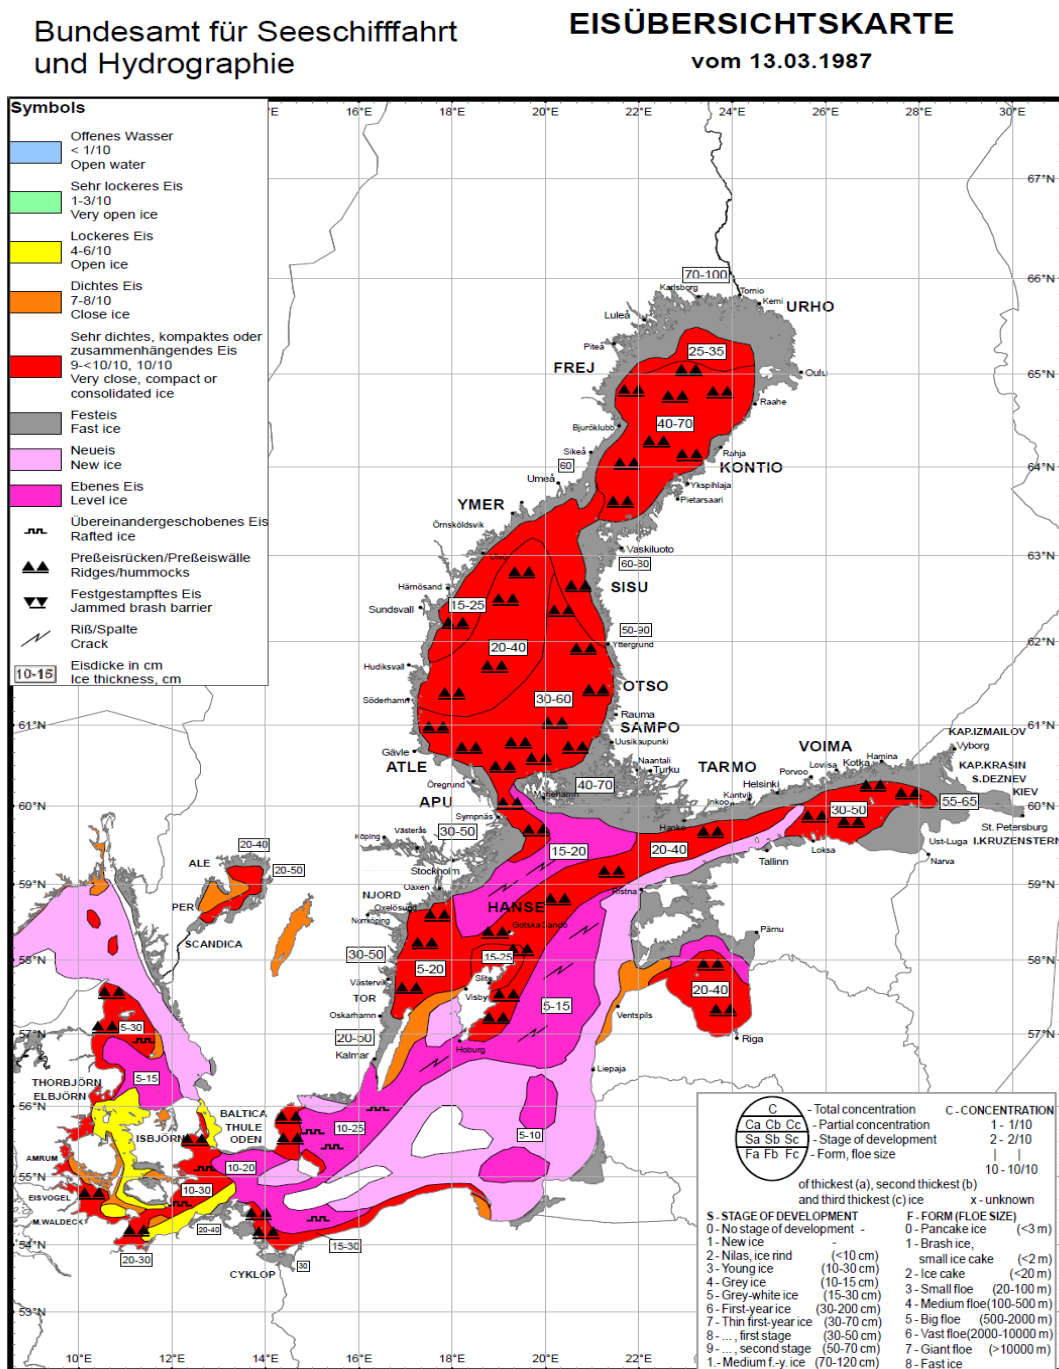 Bundesamt für Seeschifffahrt
und Hydrographie
EISÜBERSICHTSKARTE
vom 13.03.1987
Symbols
Offenes Wasser
< 1/10
Open water
Sehr lockeres Eis
1-3/10
Very open ice
Lockeres Eis
4-6/10
Open ice
Dichtes Eis
7-8/10
Close ice
Sehr dichtes, kompaktes oder
zusammenhängendes Eis
9-<10/10, 10/10
Very close, compact or
consolidated ice
Festeis
Fast ice
Neueis
New ice
Ebenes Eis
Level ice
Übereinandergeschobenes Eis
Rafted ice
Preßeisrücken/Preßeiswälle
Ridges/hummocks
Festgestampftes Eis
Jammed brash barrier
Riß/Spalte
Crack
10-15
Eisdicke in cm
Ice thickness, cm
16°E 18°E 20°E 22°E 24°E 26°E 28°E 30°E
67°N
66°N
70-100
Karlsborg
Tornio
Kemi
URHO
Luleå
Piteå
25-35
FREJ
65°N
Oulu
Raahe
Bjuröklubb
40-70
Sikeå
Rahja
60
KONTIO
64°N
Umeå
Ykspihlaja
Pietarsaari
YMER
Örnsköldsvik
Vaskiluoto
63°N
60-80
Härnösand
SISU
15-25
Sundsvall
50-90
20-40
62°N
Yttergrund
Hudiksvall
OTSO
30-60
Söderhamn
Rauma
61°N
61°N
SAMPO
Uusikaupunki
KAP.IZMAILOV
VOIMA
Vyborg
Gävle
ATLE
Naantali
Turku
TARMO
Hamina
Kotka
Lovisa
Porvoo
KAP.KRASIN
S.DEZNEV
Öregrund
40-70
Helsinki
KIEV
Mariehamn
Kantvik
Inkoo
55-65
APU
60°N
60°N
30-50
St. Petersburg
Sympnäs
Hanko
Köping
Västerås
30-50
Ust-Luga
I.KRUZENSTERN
15-20
20-40
Loksa
Tallinn
Narva
Stockholm
ALE
20-40
20-50
59°N
59°N
Oaxen
Ristna
NJORD
Oxelösund
HANSE
PER
Norrköping
Gotska Sandö
Pärnu
SCANDICA
58°N
58°N
30-50
5-20
15-25
Slite
20-40
Västervik
Visby
TOR
5-15
5-30
Oskarhamn
Ventspils
57°N
57°N
20-50
Riga
Hoburg
Kalmar
Liepaja
THORBJÖRN
ELBJÖRN
5-15
56°N
56°N
BALTICA
THULE
ODEN
ISBJÖRN
10-25
5-10
AMRUM
10-20
55°N
55°N
EISVOGEL
10-30
M.WALDECK
20-40
54°N
54°N
20-30
15-30
CYKLOP
30
53°N
53°N
10°E 12°E 14°E 16°E 18°E 20°E 22°E
C - Total concentration
Ca Cb Cc - Partial concentration
Sa Sb Sc - Stage of development
Fa Fb Fc - Form, floe size
C - CONCENTRATION
1 - 1/10
2 - 2/10
| |
10 - 10/10
of thickest (a), second thickest (b)
and third thickest (c) ice x - unknown
S - STAGE OF DEVELOPMENT
0 - No stage of development -
1 - New ice -
2 - Nilas, ice rind (<10 cm)
3 - Young ice (10-30 cm)
4 - Grey ice (10-15 cm)
5 - Grey-white ice (15-30 cm)
6 - First-year ice (30-200 cm)
7 - Thin first-year ice (30-70 cm)
8 - ... , first stage (30-50 cm)
9 - ... , second stage (50-70 cm)
1. - Medium f.-y. ice (70-120 cm)
F - FORM (FLOE SIZE)
0 - Pancake ice (<3 m)
1 - Brash ice,
small ice cake (<2 m)
2 - Ice cake (<20 m)
3 - Small floe (20-100 m)
4 - Medium floe (100-500 m)
5 - Big floe (500-2000 m)
6 - Vast floe (2000-10000 m)
7 - Giant floe (>10000 m)
8 - Fast ice